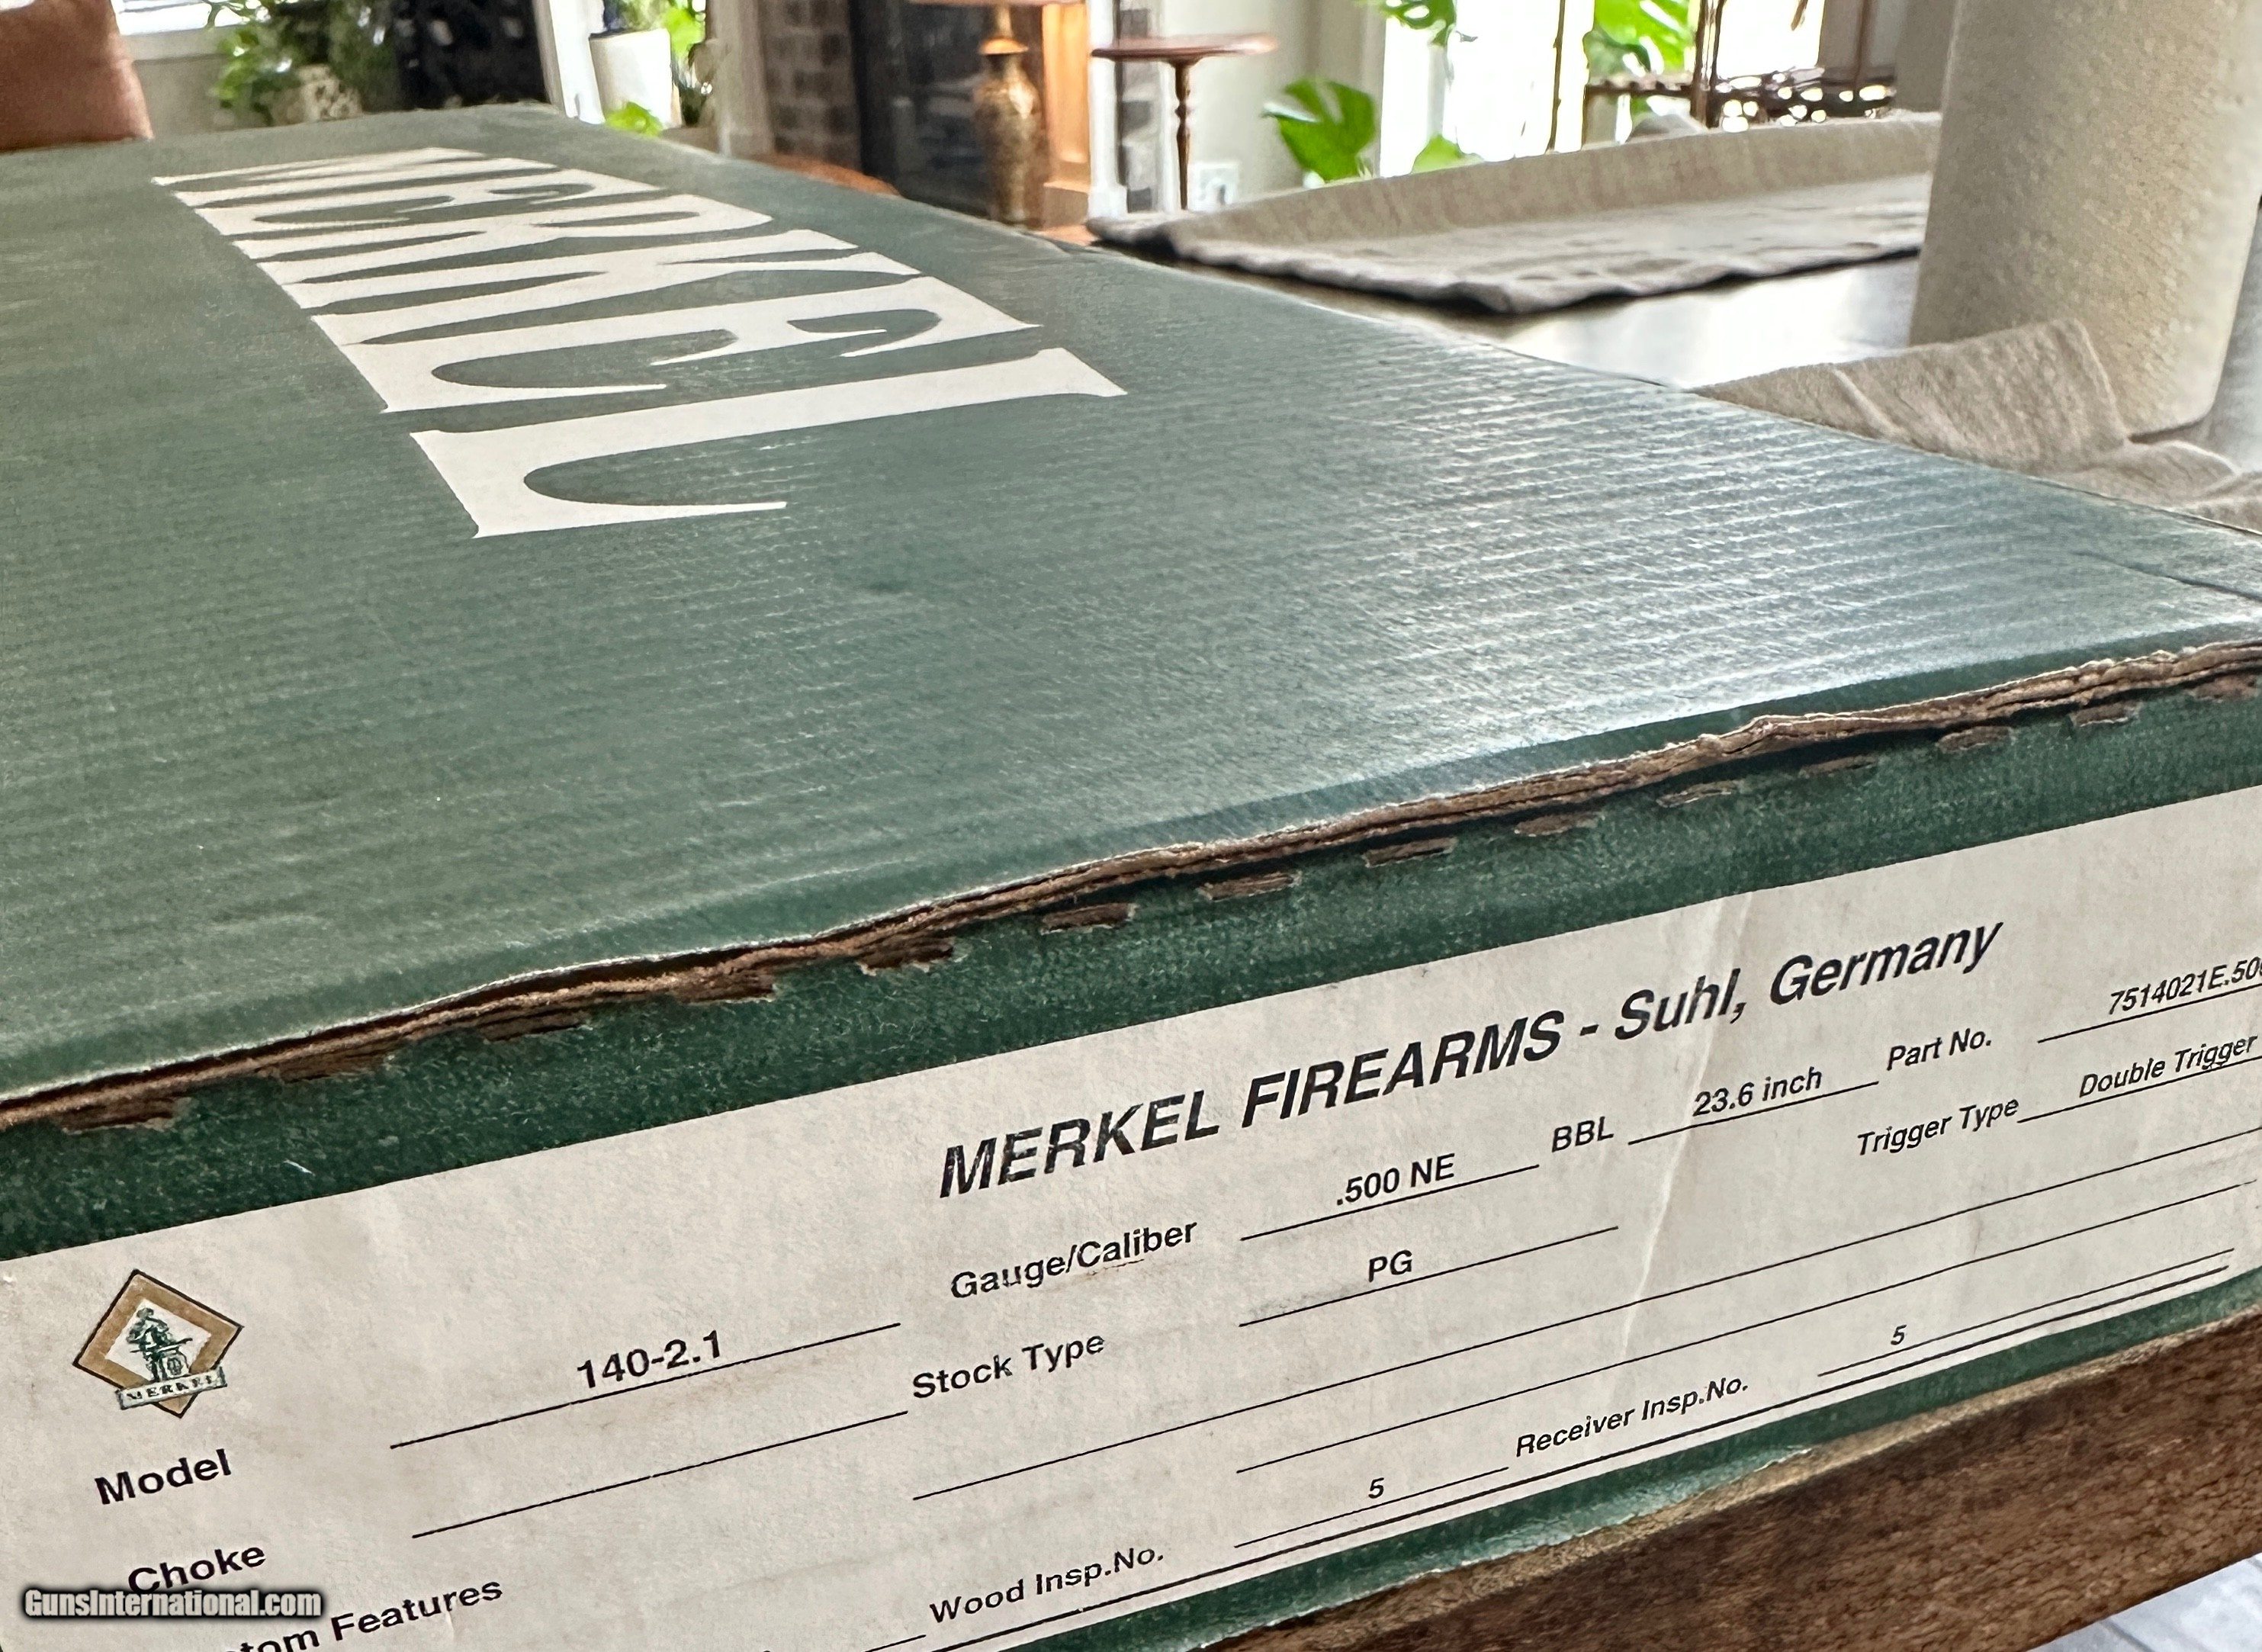 MERKEL
MERKEL FIREARMS - Suhl, Germany
MERKEL
Model 140-2.1 Gauge/Caliber .500 NE BBL 23.6 inch Part No.
Choke Stock Type PG Trigger Type Double Trigger
Features
Wood Insp.No. 5 Receiver Insp.No. 5
GunsInternational.com